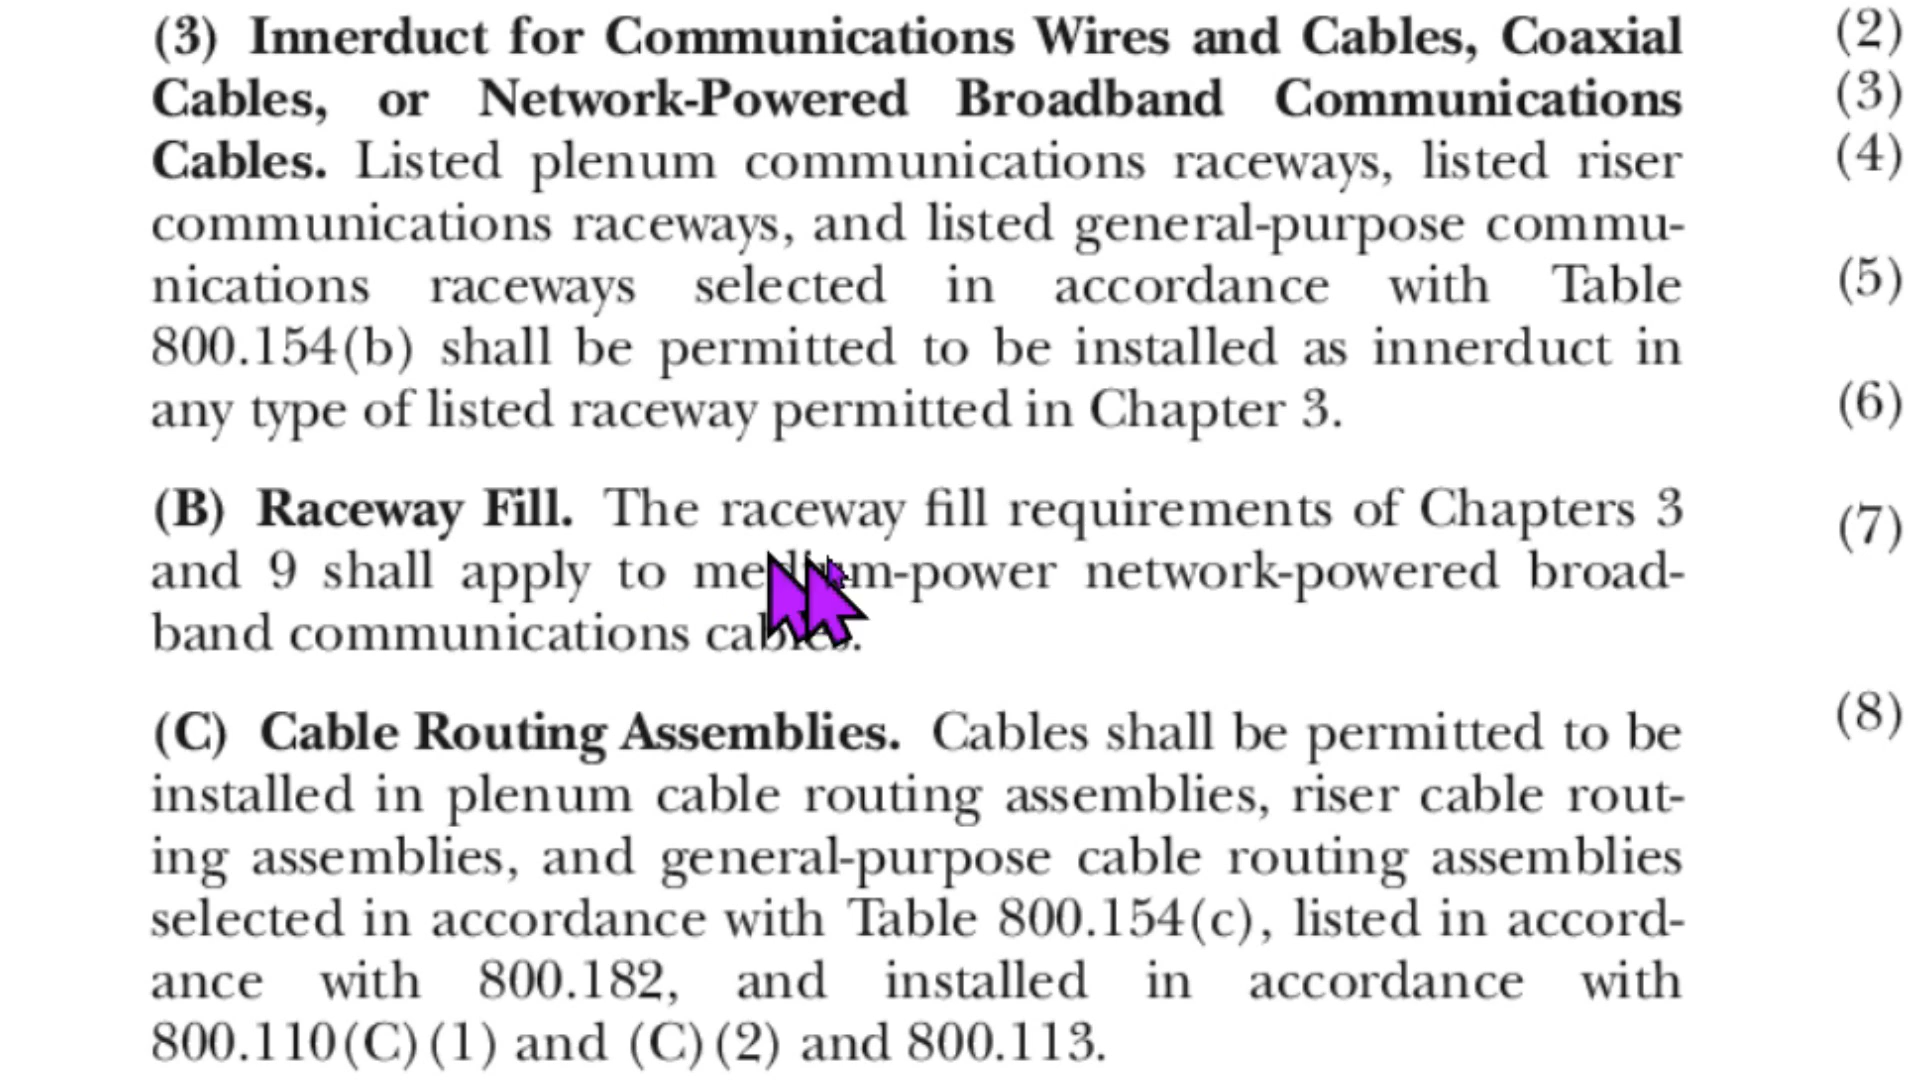 (3) Innerduct for Communications Wires and Cables, Coaxial
Cables, or Network-Powered Broadband Communications
Cables. Listed plenum communications raceways, listed riser
communications raceways, and listed general-purpose commu-
nications raceways selected in accordance with Table
800.154(b) shall be permitted to be installed as innerduct in
any type of listed raceway permitted in Chapter 3.
(B) Raceway Fill. The raceway fill requirements of Chapters 3
and 9 shall apply to medium-power network-powered broad-
band communications cables.
(C) Cable Routing Assemblies. Cables shall be permitted to be
installed in plenum cable routing assemblies, riser cable rout-
ing assemblies, and general-purpose cable routing assemblies
selected in accordance with Table 800.154(c), listed in accord-
ance with 800.182, and installed in accordance with
800.110(C)(1) and (C)(2) and 800.113.
(2)
(3)
(4)
(5)
(6)
(7)
(8)